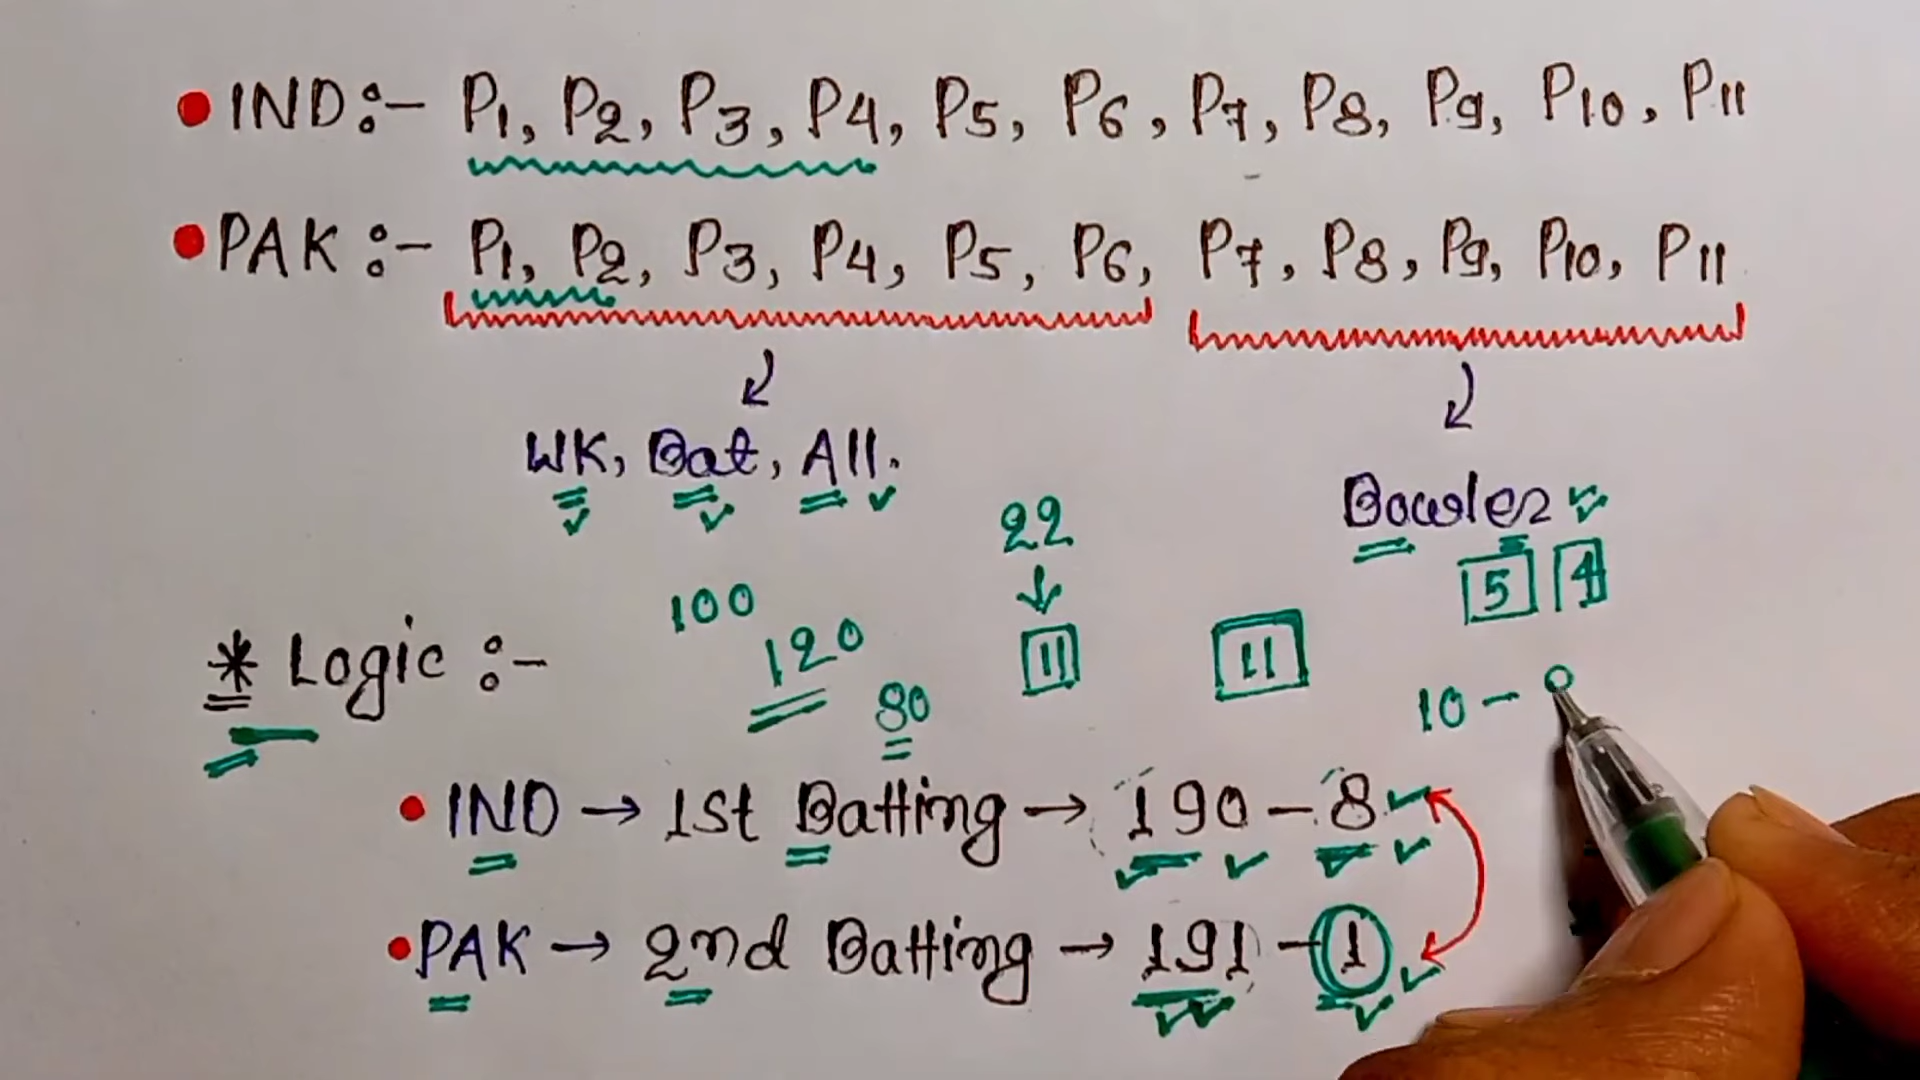 IND:- P1, P2, P3, P4, P5, P6, P7, P8, P9, P10, P11
PAK:- P1, P2, P3, P4, P5, P6, P7, P8, P9, P10, P11
WK, Bat, All.
Bowler
22
5 4
100
120
11
11
* Logic :-
80
10 -
IND → 1st Batting → 190 - 8
PAK → 2nd Batting → 191 - 1